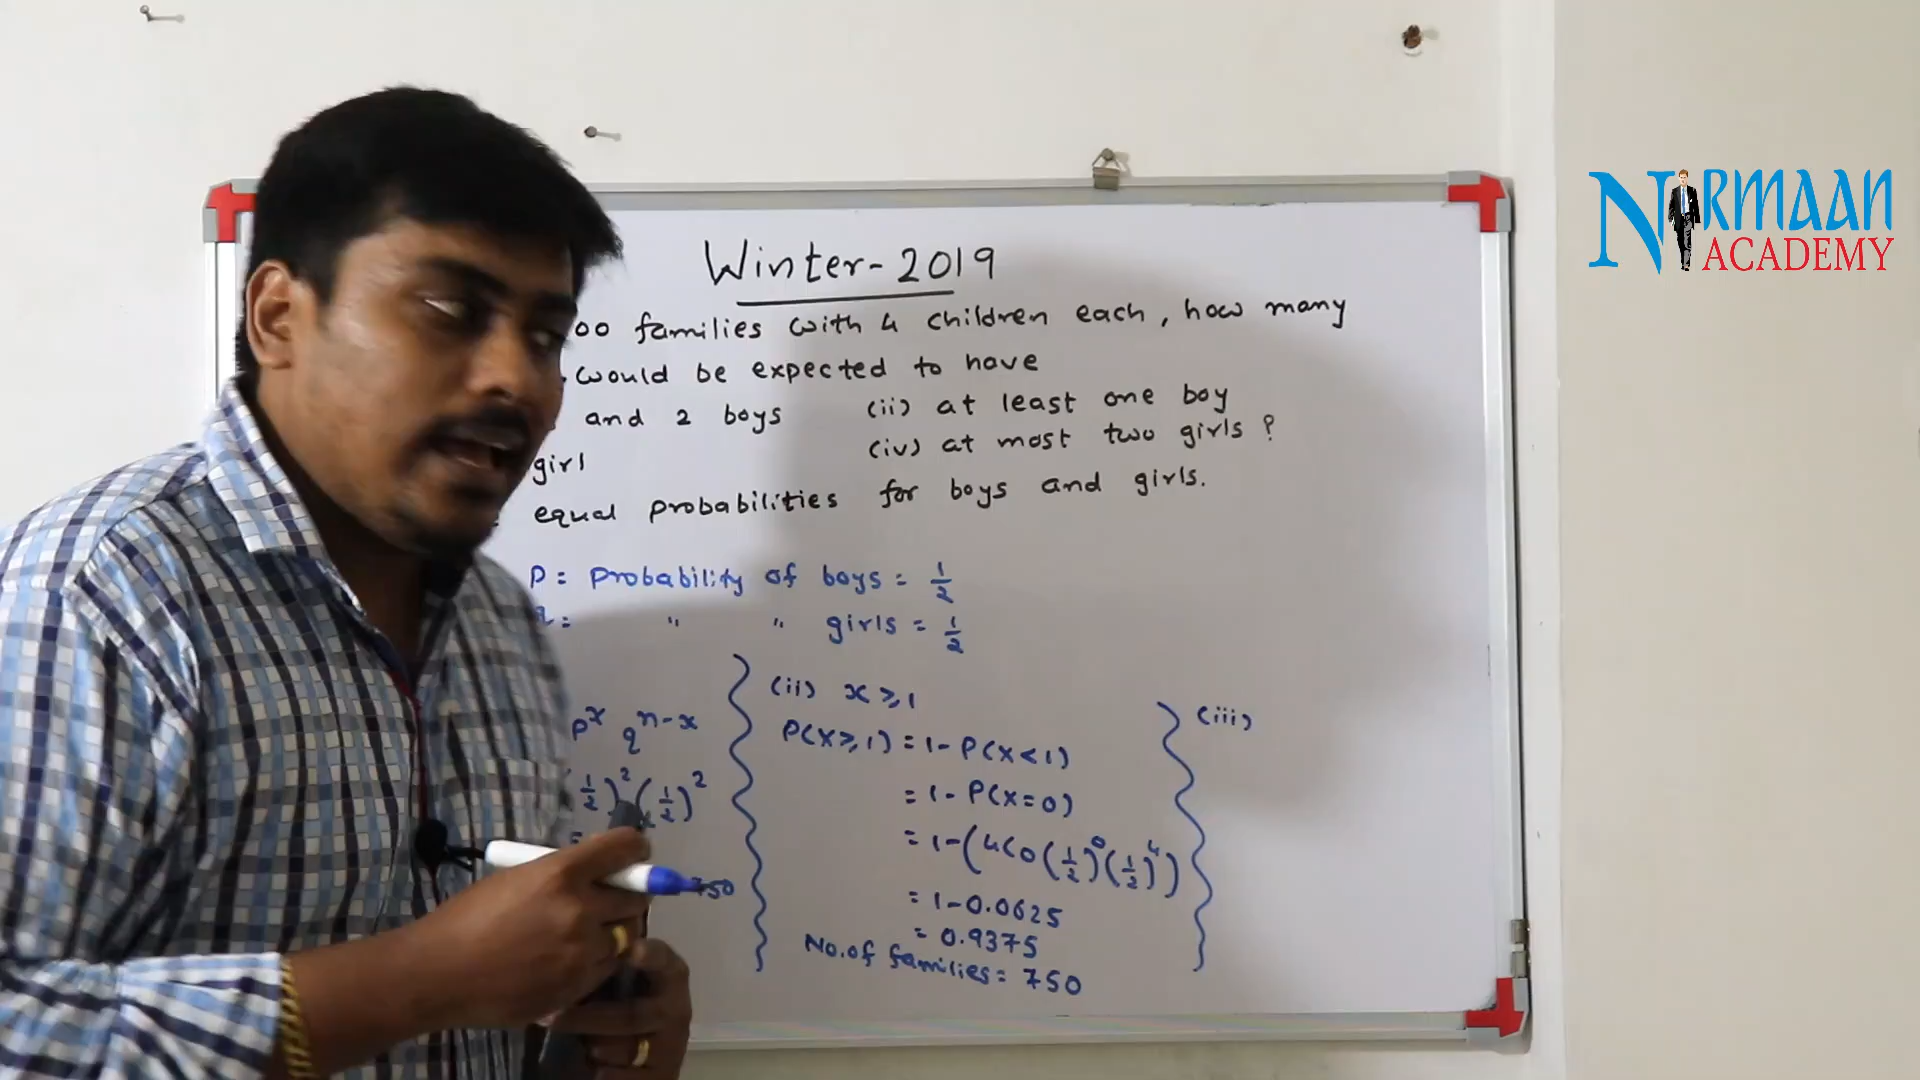 NIRMAAN
ACADEMY
Winter-2019
00 families with 4 children each, how many
would be expected to have
and 2 boys (ii) at least one boy
girl (iv) at most two girls ?
equal probabilities for boys and girls.
P = Probability of boys = 1/2
q = " " girls = 1/2
p^x q^n-x
(1/2)^2 (1/2)^2
=
750
(ii) x ≥ 1
P(X≥1) = 1- P(X<1)
= 1- P(X=0)
= 1-(4C0 (1/2)^0 (1/2)^4)
= 1-0.0625
= 0.9375
No. of families = 750
(iii)